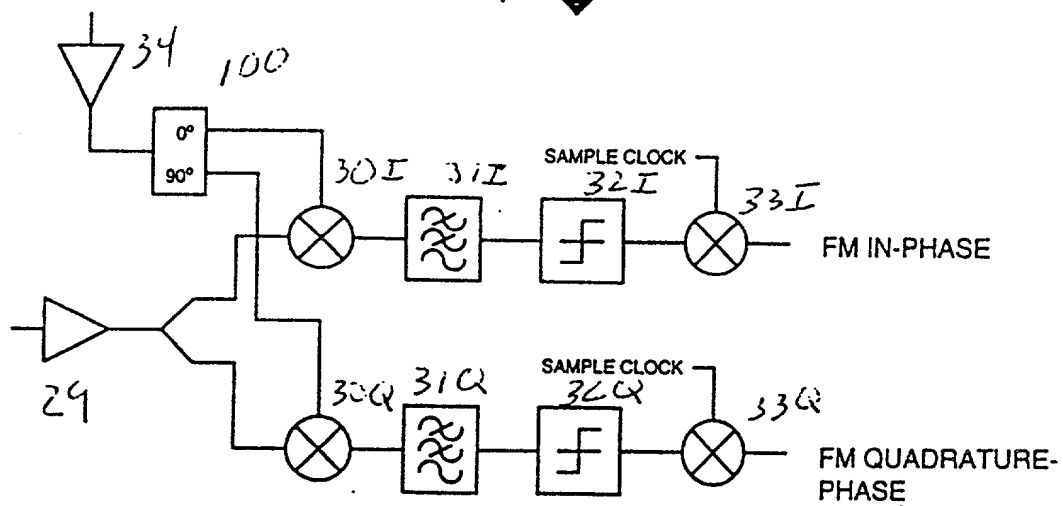 34
100
0°
90°
30I
31I
SAMPLE CLOCK
32I
33I
FM IN-PHASE
29
30Q
31Q
SAMPLE CLOCK
32Q
33Q
FM QUADRATURE-
PHASE